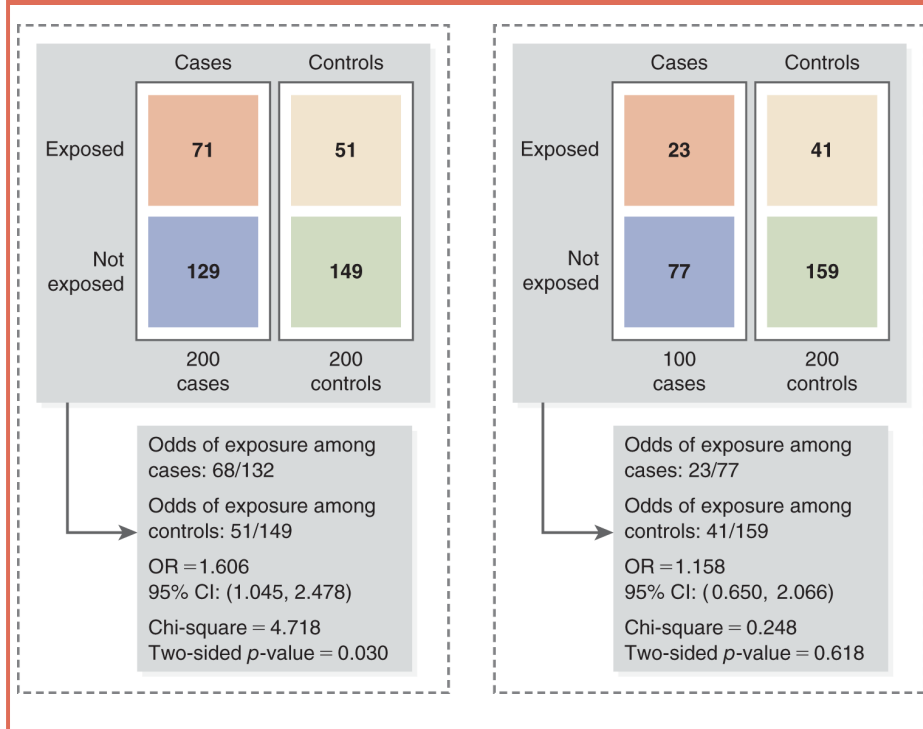 Cases Controls
Exposed 71 51
Not
exposed 129 149
200
cases
200
controls
Odds of exposure among
cases: 68/132
Odds of exposure among
controls: 51/149
OR = 1.606
95% CI: (1.045, 2.478)
Chi-square = 4.718
Two-sided p-value = 0.030
Cases Controls
Exposed 23 41
Not
exposed 77 159
100
cases
200
controls
Odds of exposure among
cases: 23/77
Odds of exposure among
controls: 41/159
OR = 1.158
95% CI: (0.650, 2.066)
Chi-square = 0.248
Two-sided p-value = 0.618